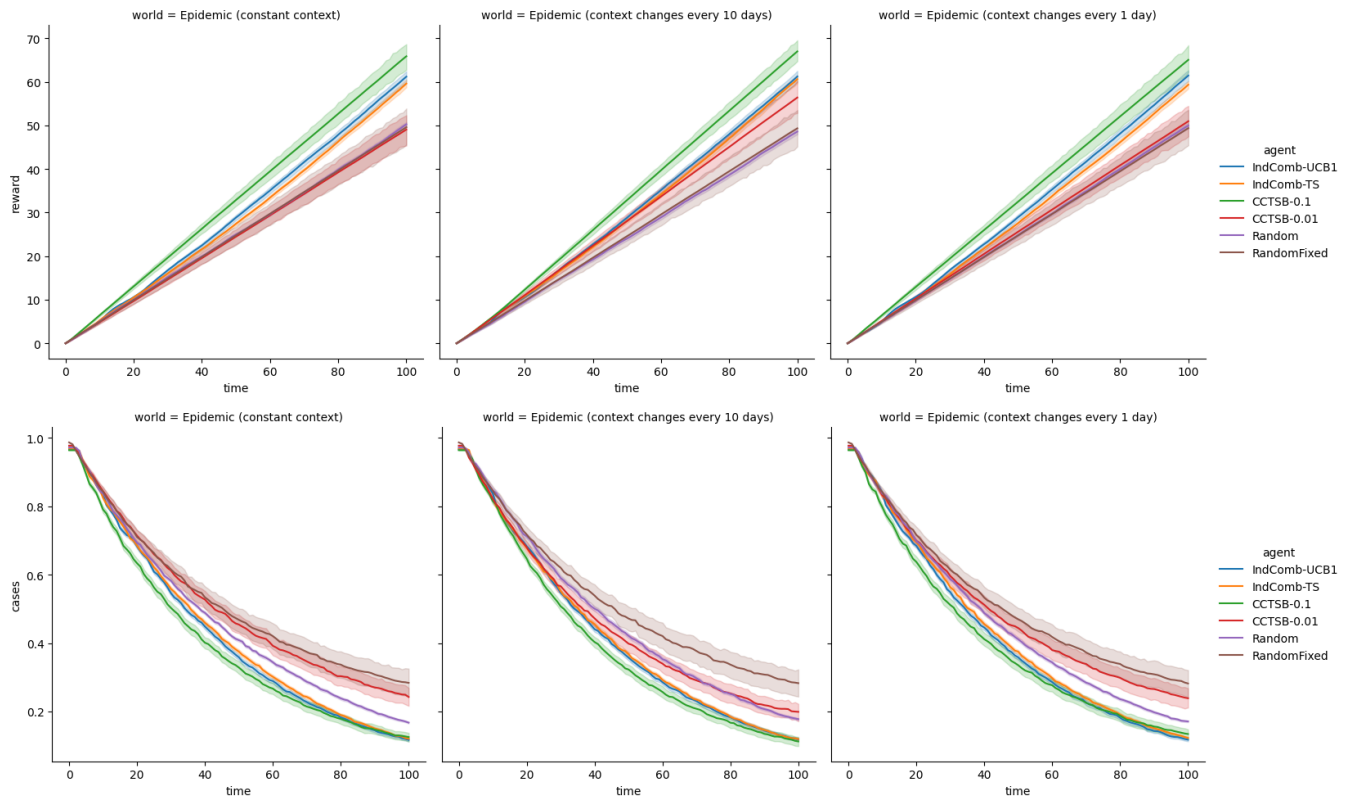 world = Epidemic (constant context)
world = Epidemic (context changes every 10 days)
world = Epidemic (context changes every 1 day)
70
60
50
40
30
20
10
0
reward
0 20 40 60 80 100
time
0 20 40 60 80 100
time
0 20 40 60 80 100
time
agent
IndComb-UCB1
IndComb-TS
CCTSB-0.1
CCTSB-0.01
Random
RandomFixed
world = Epidemic (constant context)
world = Epidemic (context changes every 10 days)
world = Epidemic (context changes every 1 day)
1.0
0.8
0.6
0.4
0.2
cases
0 20 40 60 80 100
time
0 20 40 60 80 100
time
0 20 40 60 80 100
time
agent
IndComb-UCB1
IndComb-TS
CCTSB-0.1
CCTSB-0.01
Random
RandomFixed